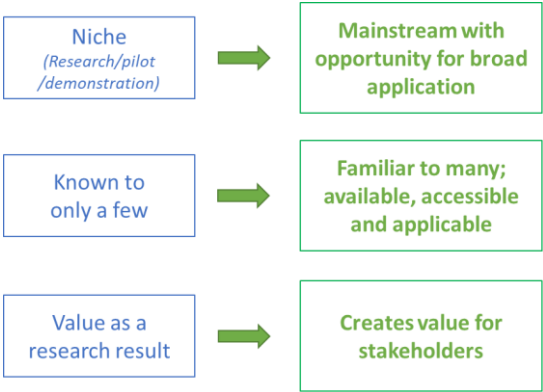 Niche
(Research/pilot
/demonstration)
Mainstream with
opportunity for broad
application
Known to
only a few
Familiar to many;
available, accessible
and applicable
Value as a
research result
Creates value for
stakeholders